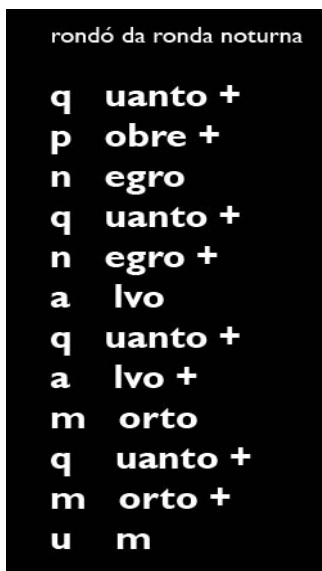 rondó da ronda noturna
q uanto +
p obre +
n egro
q uanto +
n egro +
a lvo
q uanto +
a lvo +
m orto
q uanto +
m orto +
u m